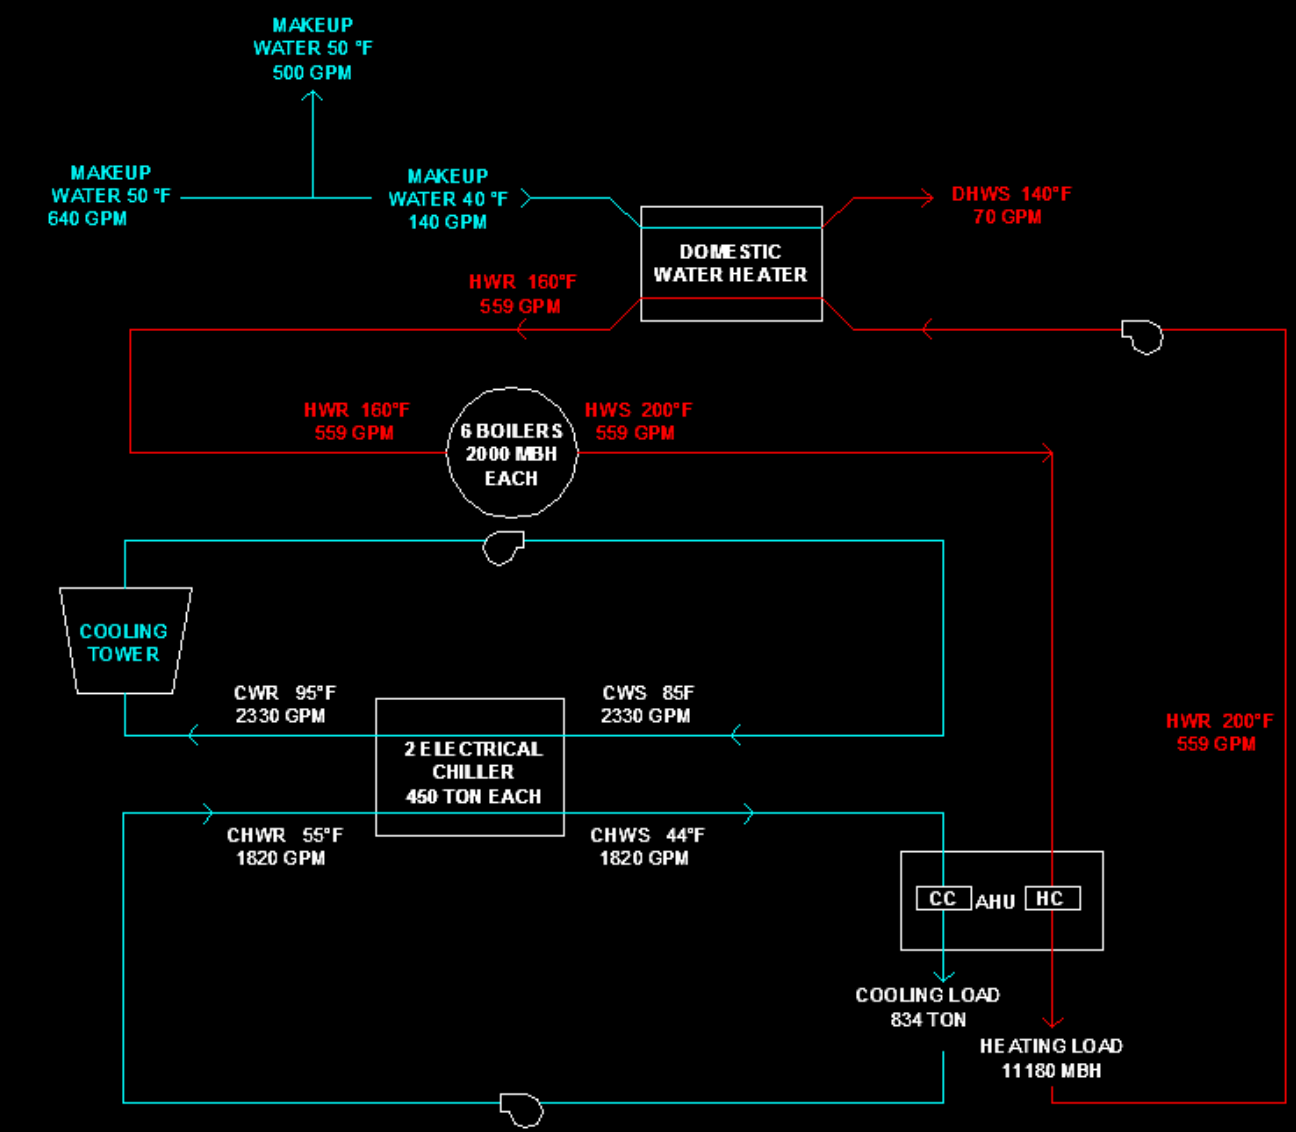 MAKEUP
WATER 50 °F
500 GPM
MAKEUP
WATER 50 °F
640 GPM
MAKEUP
WATER 40 °F
140 GPM
DHWS 140°F
70 GPM
DOMESTIC
WATER HEATER
HWR 160°F
559 GPM
HWR 160°F
559 GPM
6 BOILERS
2000 MBH
EACH
HWS 200°F
559 GPM
COOLING
TOWER
CWR 95°F
2330 GPM
CWS 85F
2330 GPM
HWR 200°F
559 GPM
2 ELECTRICAL
CHILLER
450 TON EACH
CHWR 55°F
1820 GPM
CHWS 44°F
1820 GPM
CC AHU HC
COOLING LOAD
834 TON
HEATING LOAD
11180 MBH